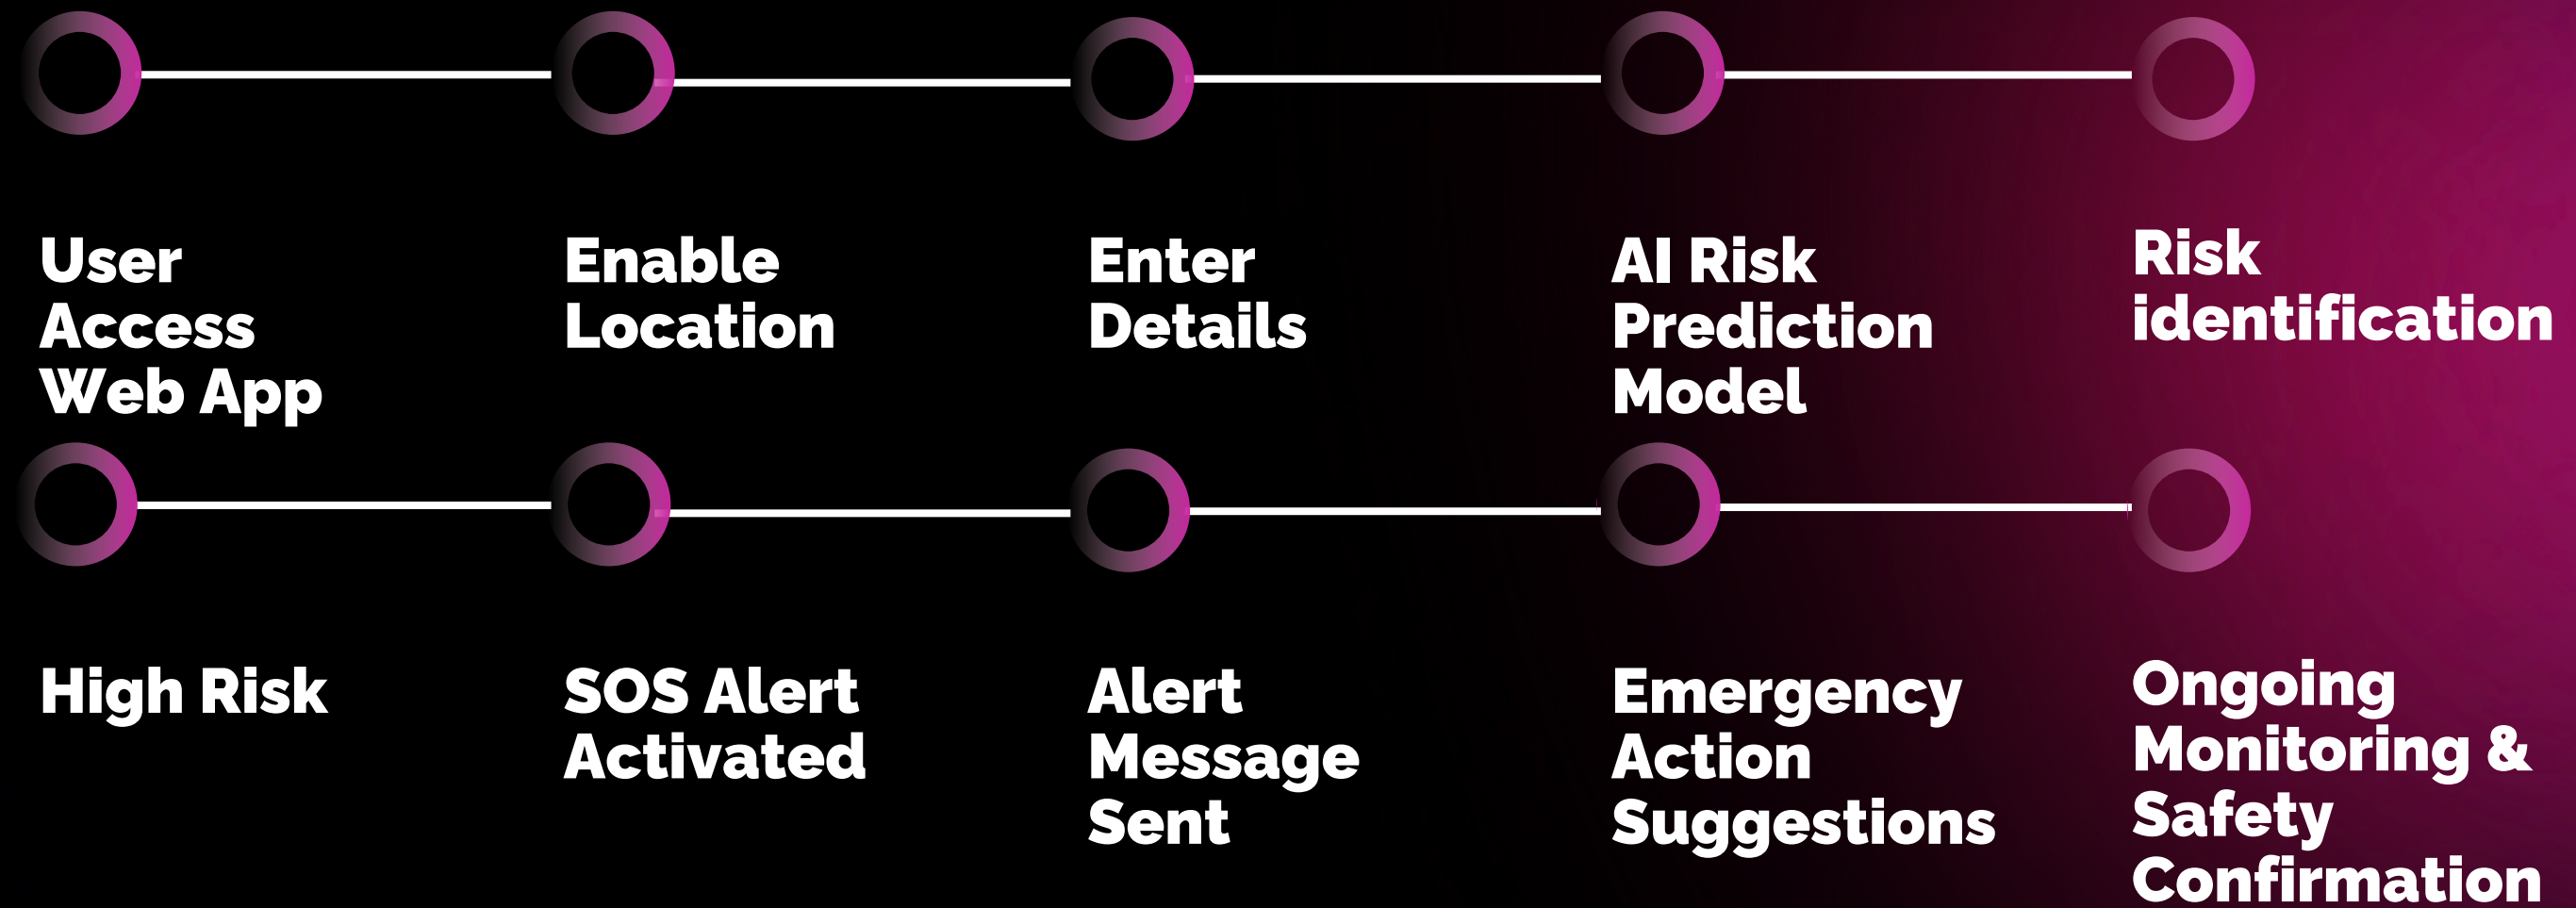 User
Access
Web App
Enable
Location
Enter
Details
AI Risk
Prediction
Model
Risk
identification
High Risk
SOS Alert
Activated
Alert
Message
Sent
Emergency
Action
Suggestions
Ongoing
Monitoring &
Safety
Confirmation